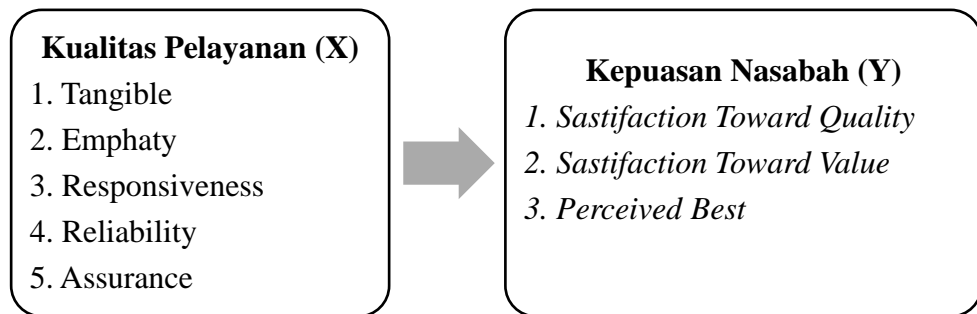 Kualitas Pelayanan (X)
1. Tangible
2. Emphaty
3. Responsiveness
4. Reliability
5. Assurance
Kepuasan Nasabah (Y)
1. Sastifaction Toward Quality
2. Sastifaction Toward Value
3. Perceived Best